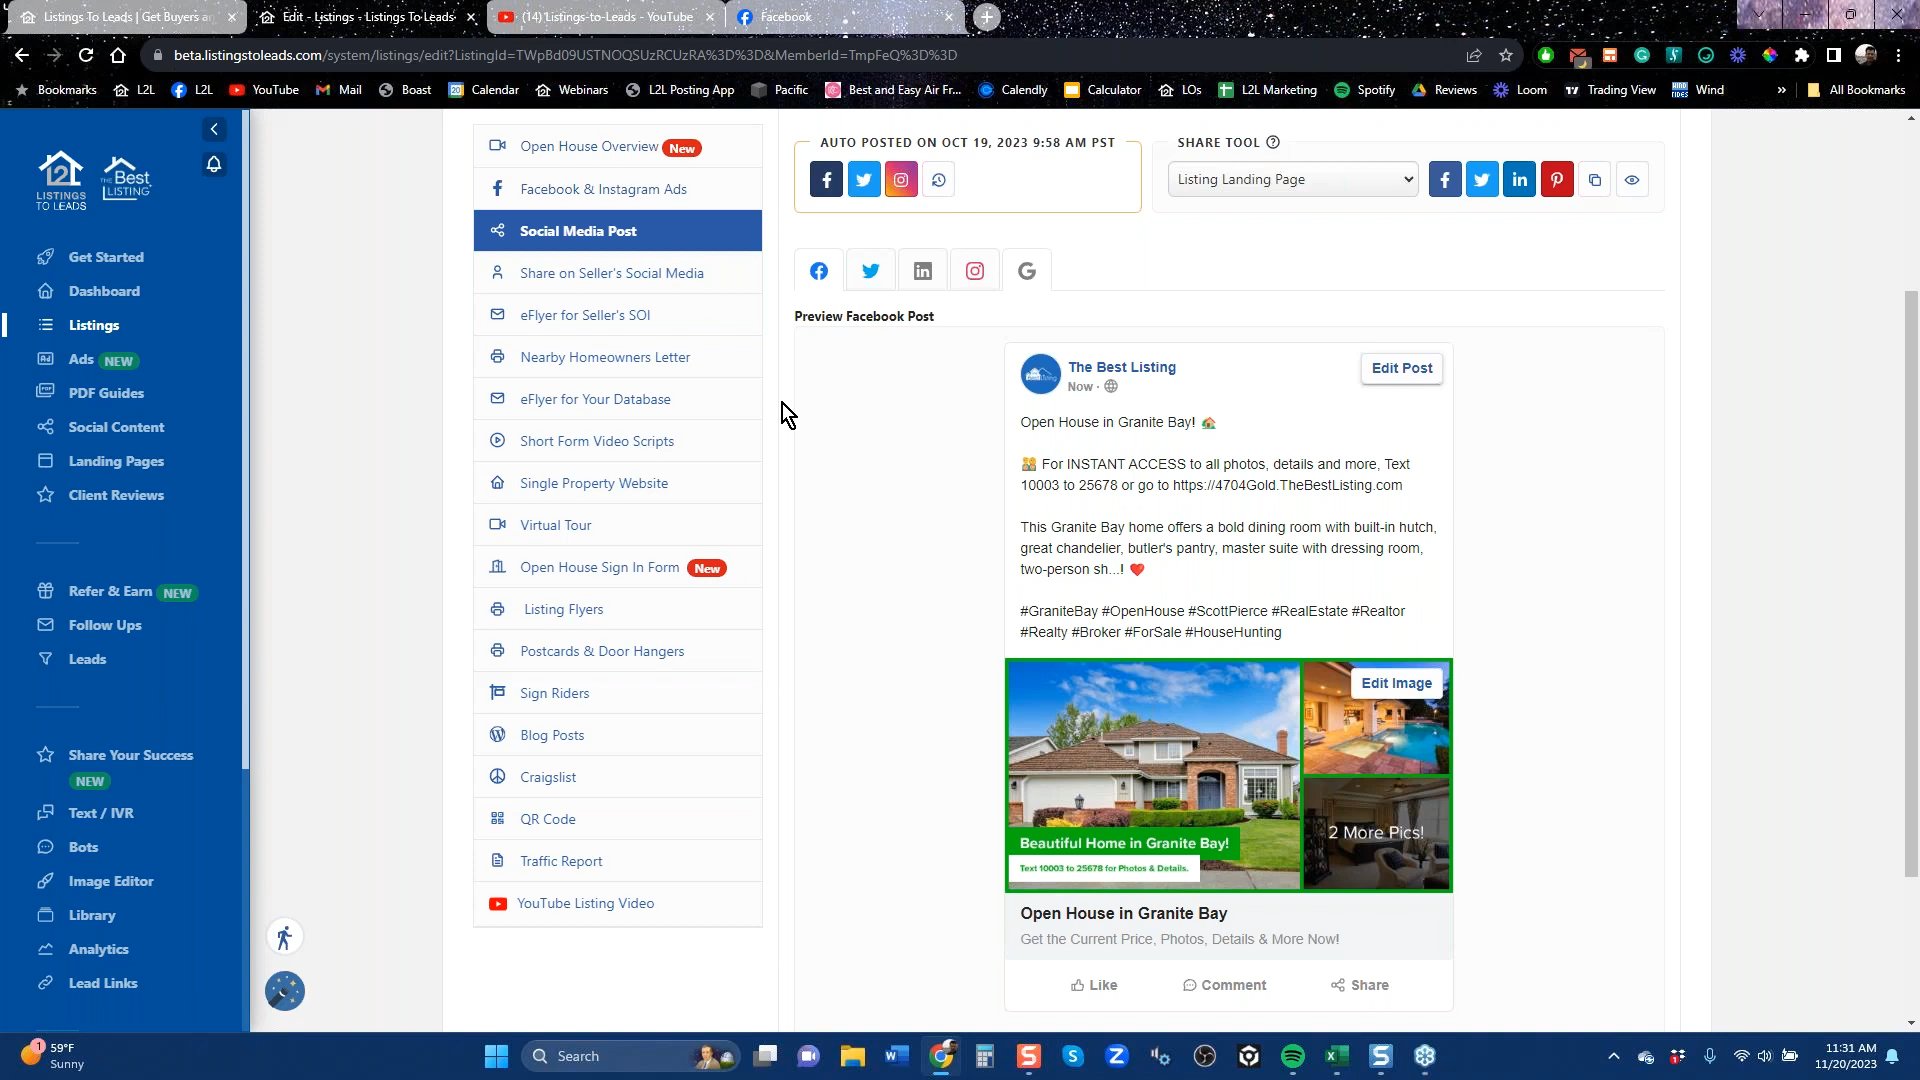 Listings To Leads | Get Buyers an
Edit - Listings - Listings To Leads
(14) Listings-to-Leads - YouTube
Facebook
beta.listingstoleads.com/system/listings/edit?ListingId=TWpBd09USTNOQSUzRCUzRA%3D%3D&MemberId=TmpFeQ%3D%3D
Bookmarks
L2L
L2L
YouTube
Mail
Boast
Calendar
Webinars
L2L Posting App
Pacific
Best and Easy Air Fr...
Calendly
Calculator
LOs
L2L Marketing
Spotify
Reviews
Loom
Trading View
Wind
»
All Bookmarks
L2L
LISTINGS
TO LEADS
THE
Best
LISTING
Get Started
Dashboard
Listings
Ads NEW
PDF Guides
Social Content
Landing Pages
Client Reviews
Refer & Earn NEW
Follow Ups
Leads
Share Your Success
NEW
Text / IVR
Bots
Image Editor
Library
Analytics
Lead Links
Open House Overview New
Facebook & Instagram Ads
Social Media Post
Share on Seller's Social Media
eFlyer for Seller's SOI
Nearby Homeowners Letter
eFlyer for Your Database
Short Form Video Scripts
Single Property Website
Virtual Tour
Open House Sign In Form New
Listing Flyers
Postcards & Door Hangers
Sign Riders
Blog Posts
Craigslist
QR Code
Traffic Report
YouTube Listing Video
AUTO POSTED ON OCT 19, 2023 9:58 AM PST
SHARE TOOL
Listing Landing Page
Preview Facebook Post
The Best Listing
Now ·
Edit Post
Open House in Granite Bay! 🏠
For INSTANT ACCESS to all photos, details and more, Text
10003 to 25678 or go to https://4704Gold.TheBestListing.com
This Granite Bay home offers a bold dining room with built-in hutch,
great chandelier, butler's pantry, master suite with dressing room,
two-person sh...! ❤️
#GraniteBay #OpenHouse #ScottPierce #RealEstate #Realtor
#Realty #Broker #ForSale #HouseHunting
Edit Image
2 More Pics!
Beautiful Home in Granite Bay!
Text 10003 to 25678 for Photos & Details.
Open House in Granite Bay
Get the Current Price, Photos, Details & More Now!
Like
Comment
Share
59°F
Sunny
Search
11:31 AM
11/20/2023